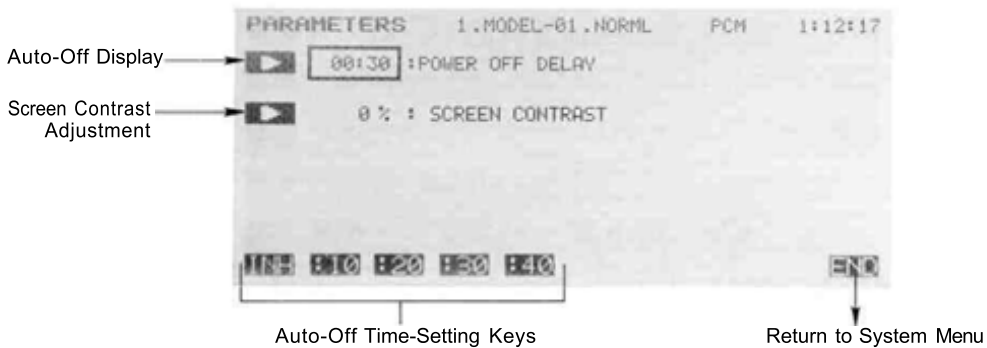 PARAMETERS 1.MODEL-01.NORML PCM 1:12:17
Auto-Off Display
00:30 :POWER OFF DELAY
Screen Contrast
Adjustment
0 % : SCREEN CONTRAST
INH :10 :20 :30 :40 END
Auto-Off Time-Setting Keys
Return to System Menu